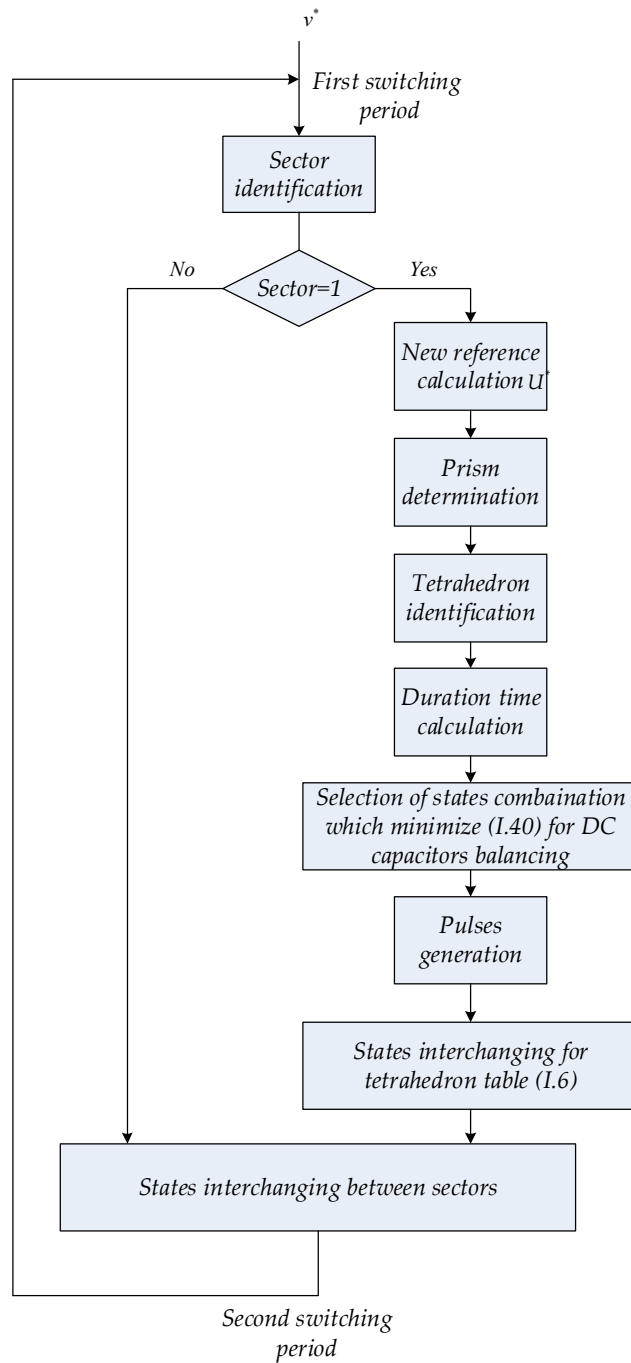 v*
First switching
period
Sector
identification
No
Yes
Sector=1
New reference
calculation U*
Prism
determination
Tetrahedron
identification
Duration time
calculation
Selection of states combaination
which minimize (I.40) for DC
capacitors balancing
Pulses
generation
States interchanging for
tetrahedron table (I.6)
States interchanging between sectors
Second switching
period